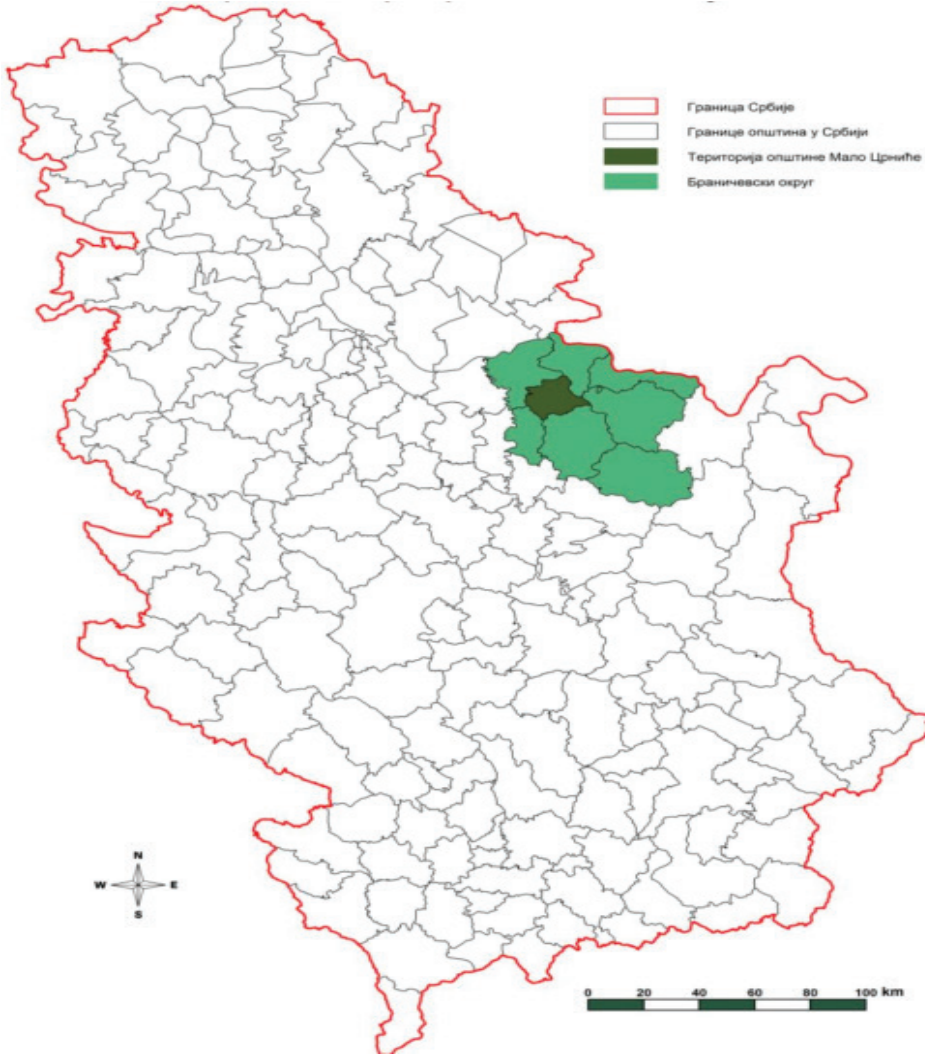 Граница Србије
Границе општина у Србији
Територија општине Мало Црниће
Браничевски округ
N
W E
S
0 20 40 60 80 100 km